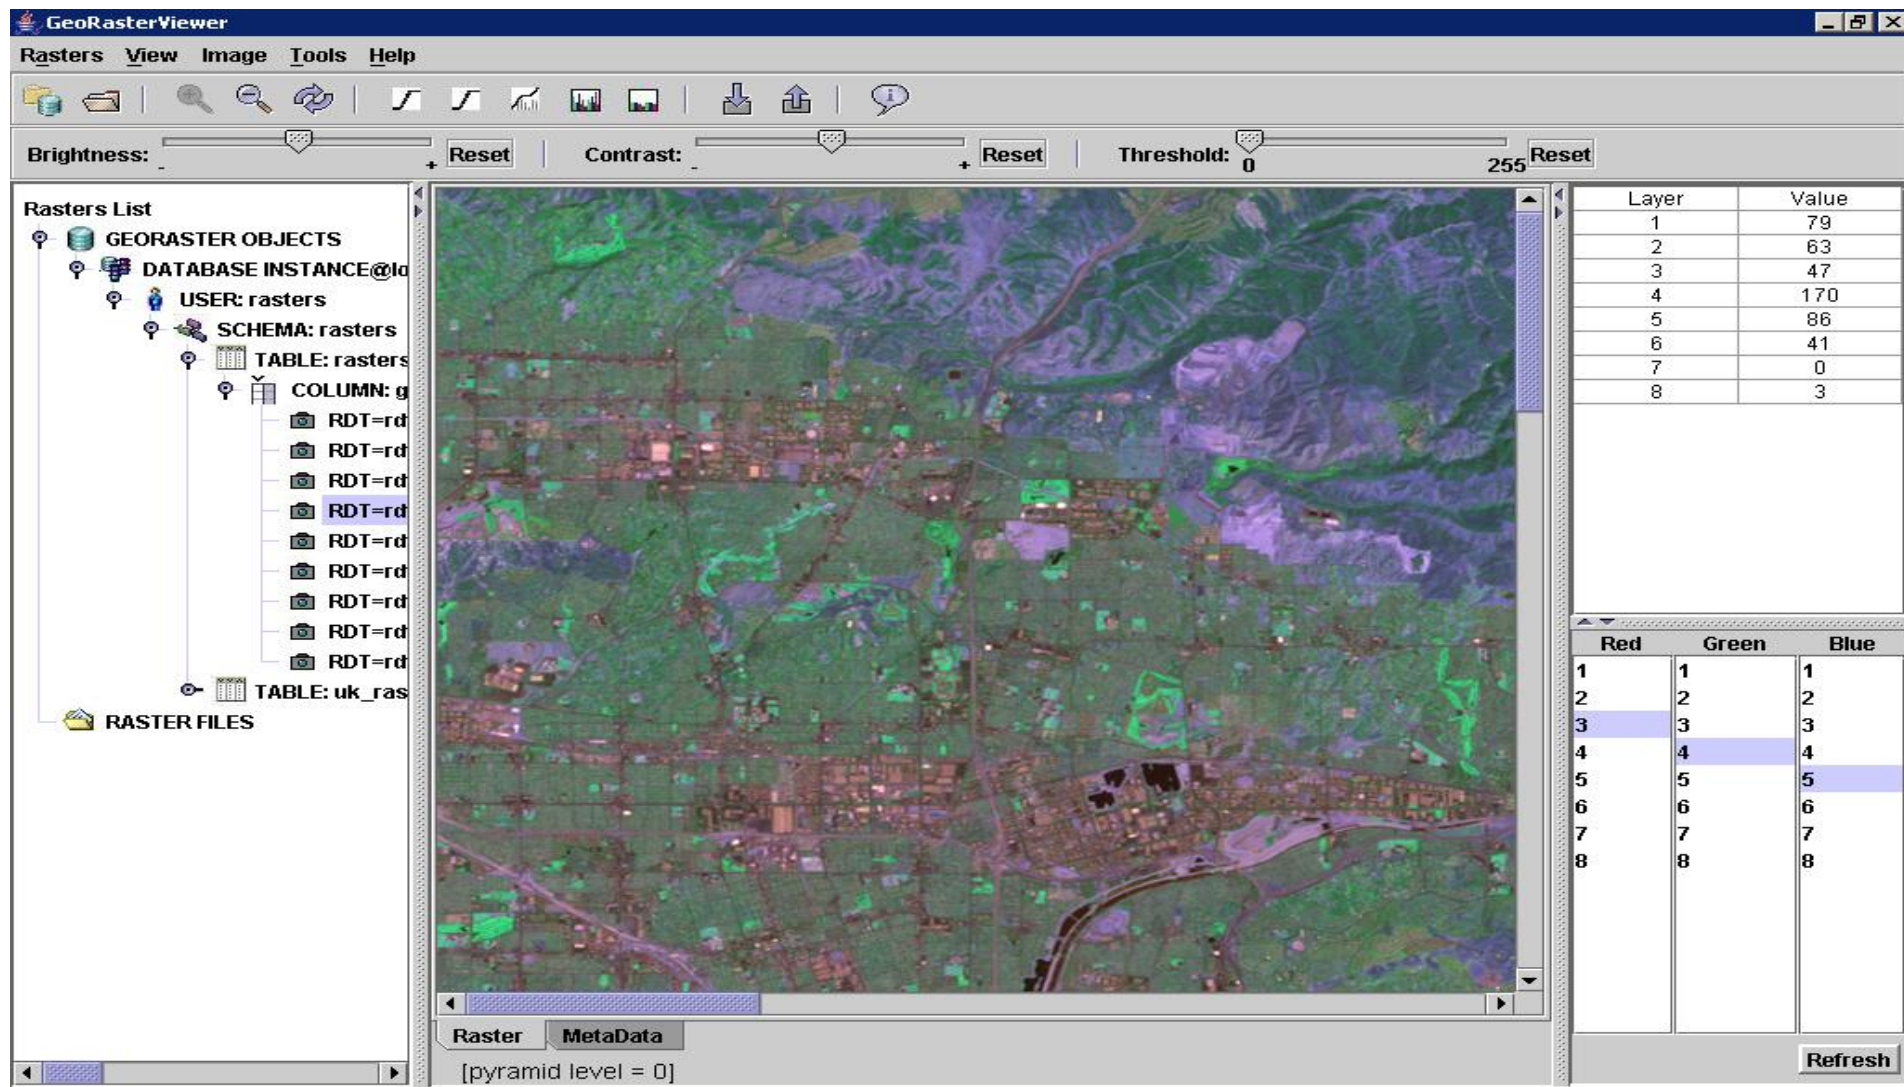 GeoRasterViewer
Rasters View Image Tools Help
Brightness: - + Reset Contrast: - + Reset Threshold: 0 255 Reset
Rasters List
GEORASTER OBJECTS
DATABASE INSTANCE@lo
USER: rasters
SCHEMA: rasters
TABLE: rasters
COLUMN: g
RDT=rd
RDT=rd
RDT=rd
RDT=rd
RDT=rd
RDT=rd
RDT=rd
RDT=rd
RDT=rd
TABLE: uk_ras
RASTER FILES
Raster MetaData
[pyramid level = 0]
Layer Value
1 79
2 63
3 47
4 170
5 86
6 41
7 0
8 3
Red Green Blue
1 1 1
2 2 2
3 3 3
4 4 4
5 5 5
6 6 6
7 7 7
8 8 8
Refresh